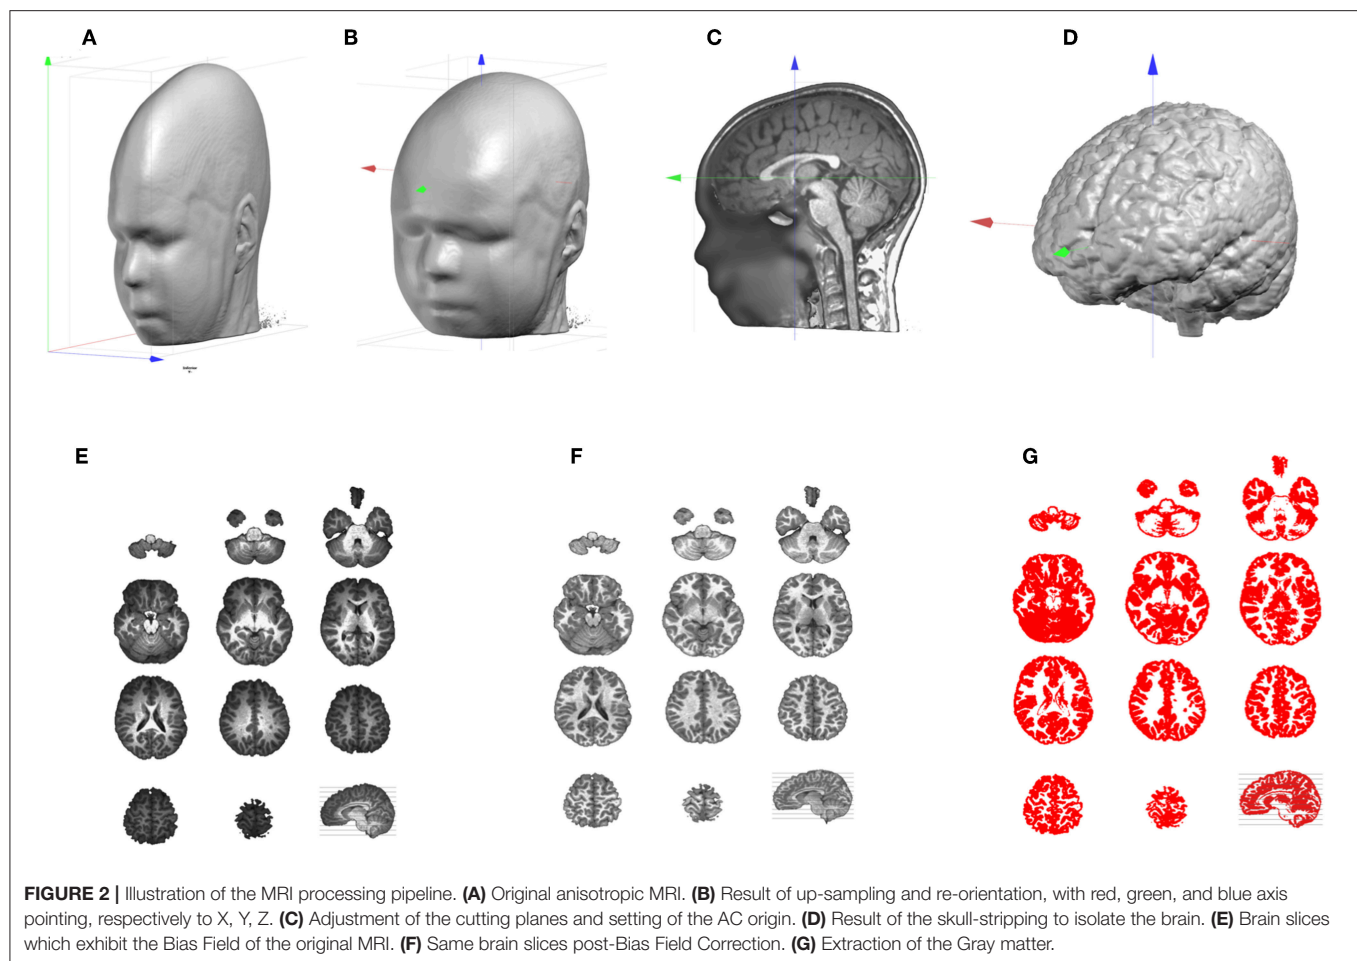 A
B
C
D
E
F
G
FIGURE 2 | Illustration of the MRI processing pipeline. (A) Original anisotropic MRI. (B) Result of up-sampling and re-orientation, with red, green, and blue axis
pointing, respectively to X, Y, Z. (C) Adjustment of the cutting planes and setting of the AC origin. (D) Result of the skull-stripping to isolate the brain. (E) Brain slices
which exhibit the Bias Field of the original MRI. (F) Same brain slices post-Bias Field Correction. (G) Extraction of the Gray matter.